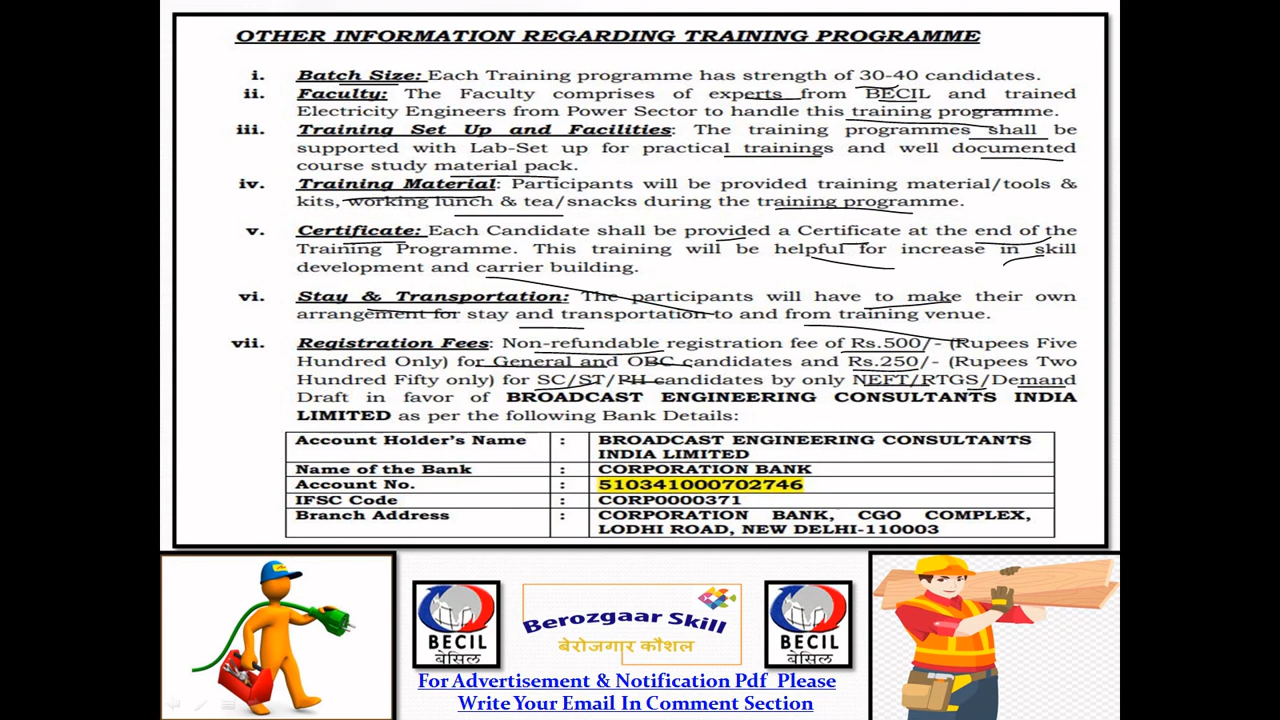 OTHER INFORMATION REGARDING TRAINING PROGRAMME
i. Batch Size: Each Training programme has strength of 30-40 candidates.
ii. Faculty: The Faculty comprises of experts from BECIL and trained
Electricity Engineers from Power Sector to handle this training programme.
iii. Training Set Up and Facilities: The training programmes shall be
supported with Lab-Set up for practical trainings and well documented
course study material pack.
iv. Training Material: Participants will be provided training material/tools &
kits, working lunch & tea/snacks during the training programme.
v. Certificate: Each Candidate shall be provided a Certificate at the end of the
Training Programme. This training will be helpful for increase in skill
development and carrier building.
vi. Stay & Transportation: The participants will have to make their own
arrangement for stay and transportation to and from training venue.
vii. Registration Fees: Non-refundable registration fee of Rs.500/- (Rupees Five
Hundred Only) for General and OBC candidates and Rs.250/- (Rupees Two
Hundred Fifty only) for SC/ST/PH candidates by only NEFT/RTGS/Demand
Draft in favor of BROADCAST ENGINEERING CONSULTANTS INDIA
LIMITED as per the following Bank Details:
Account Holder's Name : BROADCAST ENGINEERING CONSULTANTS
INDIA LIMITED
Name of the Bank : CORPORATION BANK
Account No. : 510341000702746
IFSC Code : CORP0000371
Branch Address : CORPORATION BANK, CGO COMPLEX,
LODHI ROAD, NEW DELHI-110003
BECIL
बेसिल
Berozgaar Skill
बेरोजगार कौशल
BECIL
बेसिल
For Advertisement & Notification Pdf Please
Write Your Email In Comment Section